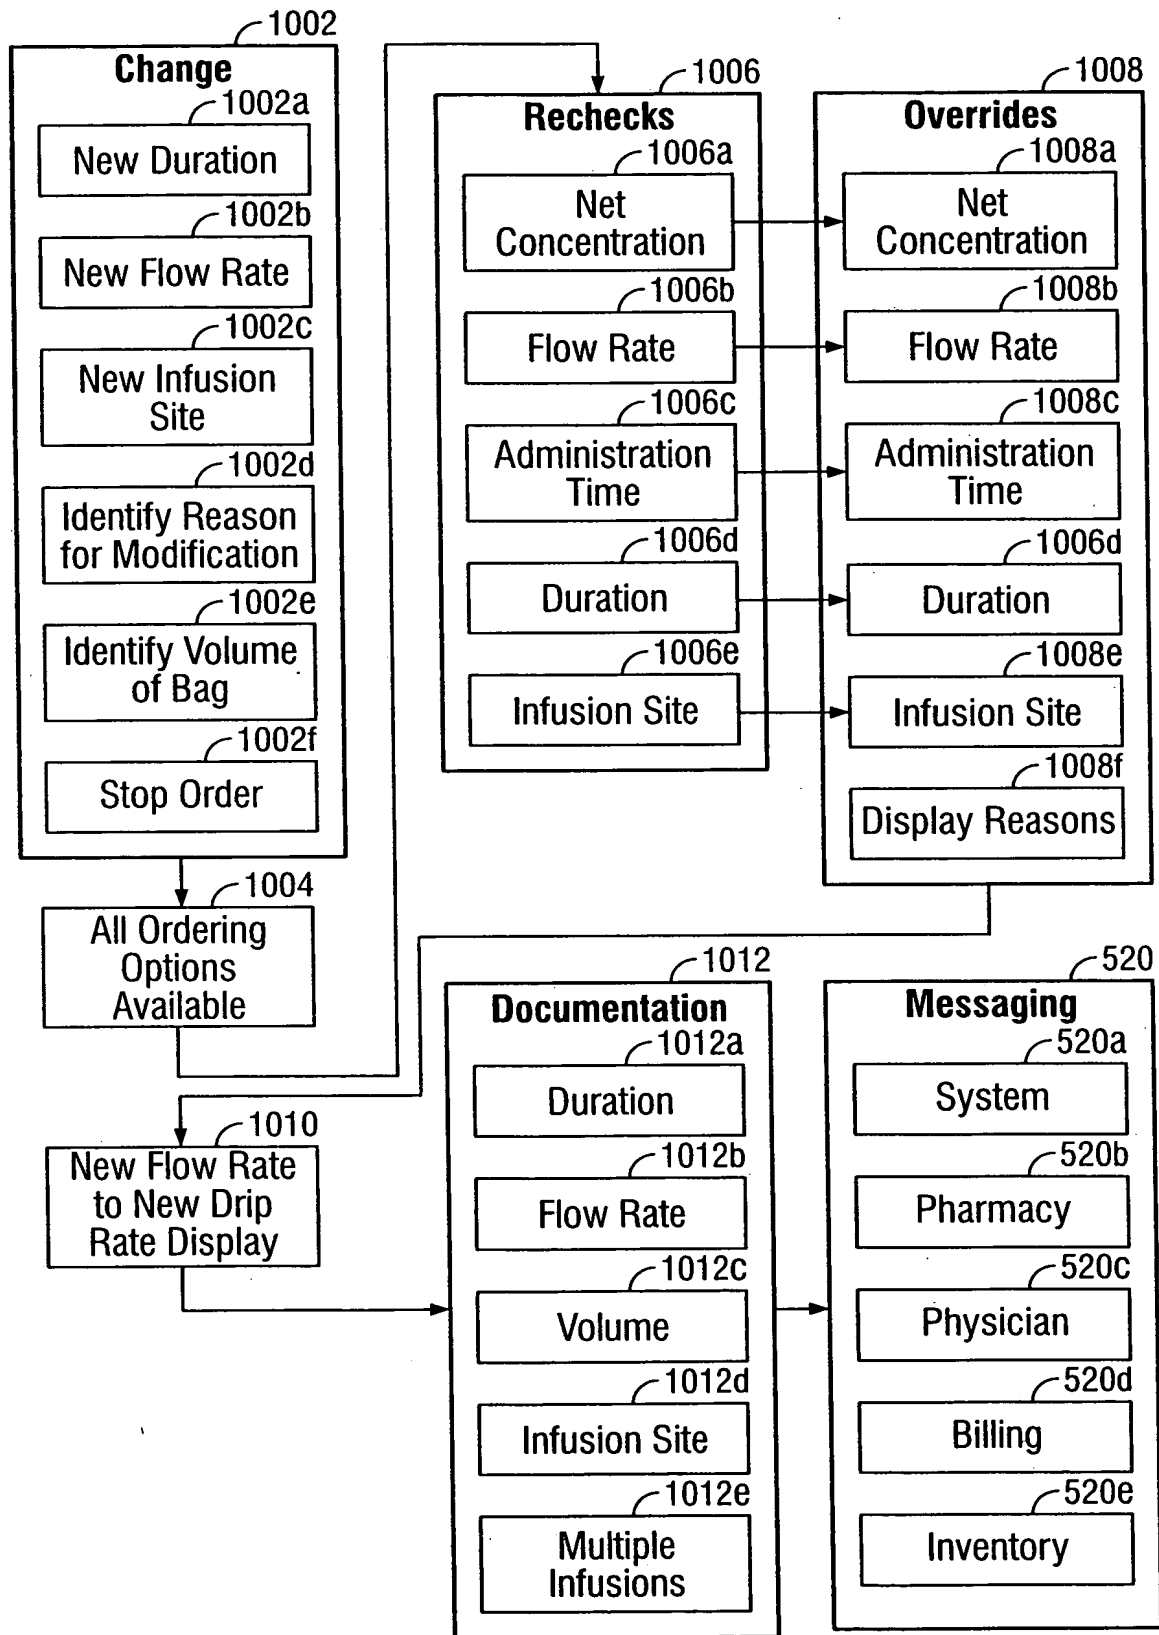 1002
Change
1002a
New Duration
1002b
New Flow Rate
1002c
New Infusion
Site
1002d
Identify Reason
for Modification
1002e
Identify Volume
of Bag
1002f
Stop Order
1004
All Ordering
Options
Available
1006
Rechecks
1006a
Net
Concentration
1006b
Flow Rate
1006c
Administration
Time
1006d
Duration
1006e
Infusion Site
1008
Overrides
1008a
Net
Concentration
1008b
Flow Rate
1008c
Administration
Time
1006d
Duration
1008e
Infusion Site
1008f
Display Reasons
1010
New Flow Rate
to New Drip
Rate Display
1012
Documentation
1012a
Duration
1012b
Flow Rate
1012c
Volume
1012d
Infusion Site
1012e
Multiple
Infusions
520
Messaging
520a
System
520b
Pharmacy
520c
Physician
520d
Billing
520e
Inventory